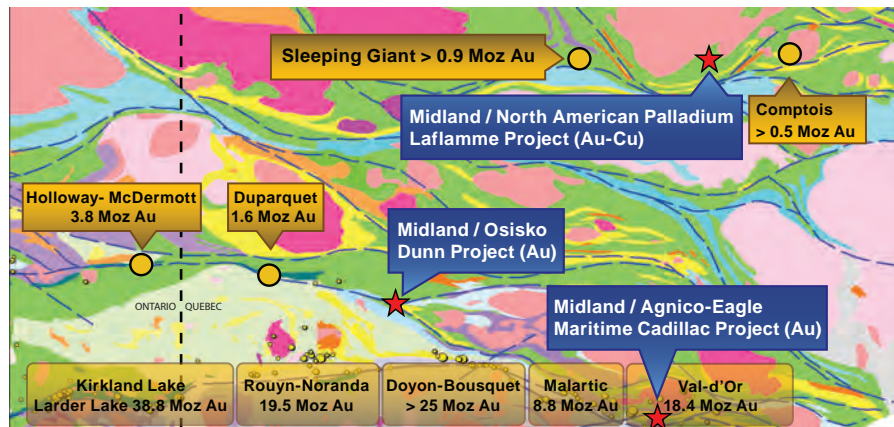 Sleeping Giant > 0.9 Moz Au
Midland / North American Palladium
Laflamme Project (Au-Cu)
Comptois
> 0.5 Moz Au
Holloway- McDermott
3.8 Moz Au
Duparquet
1.6 Moz Au
Midland / Osisko
Dunn Project (Au)
ONTARIO QUEBEC
Midland / Agnico-Eagle
Maritime Cadillac Project (Au)
Kirkland Lake
Larder Lake 38.8 Moz Au
Rouyn-Noranda
19.5 Moz Au
Doyon-Bousquet
> 25 Moz Au
Malartic
8.8 Moz Au
Val-d'Or
18.4 Moz Au